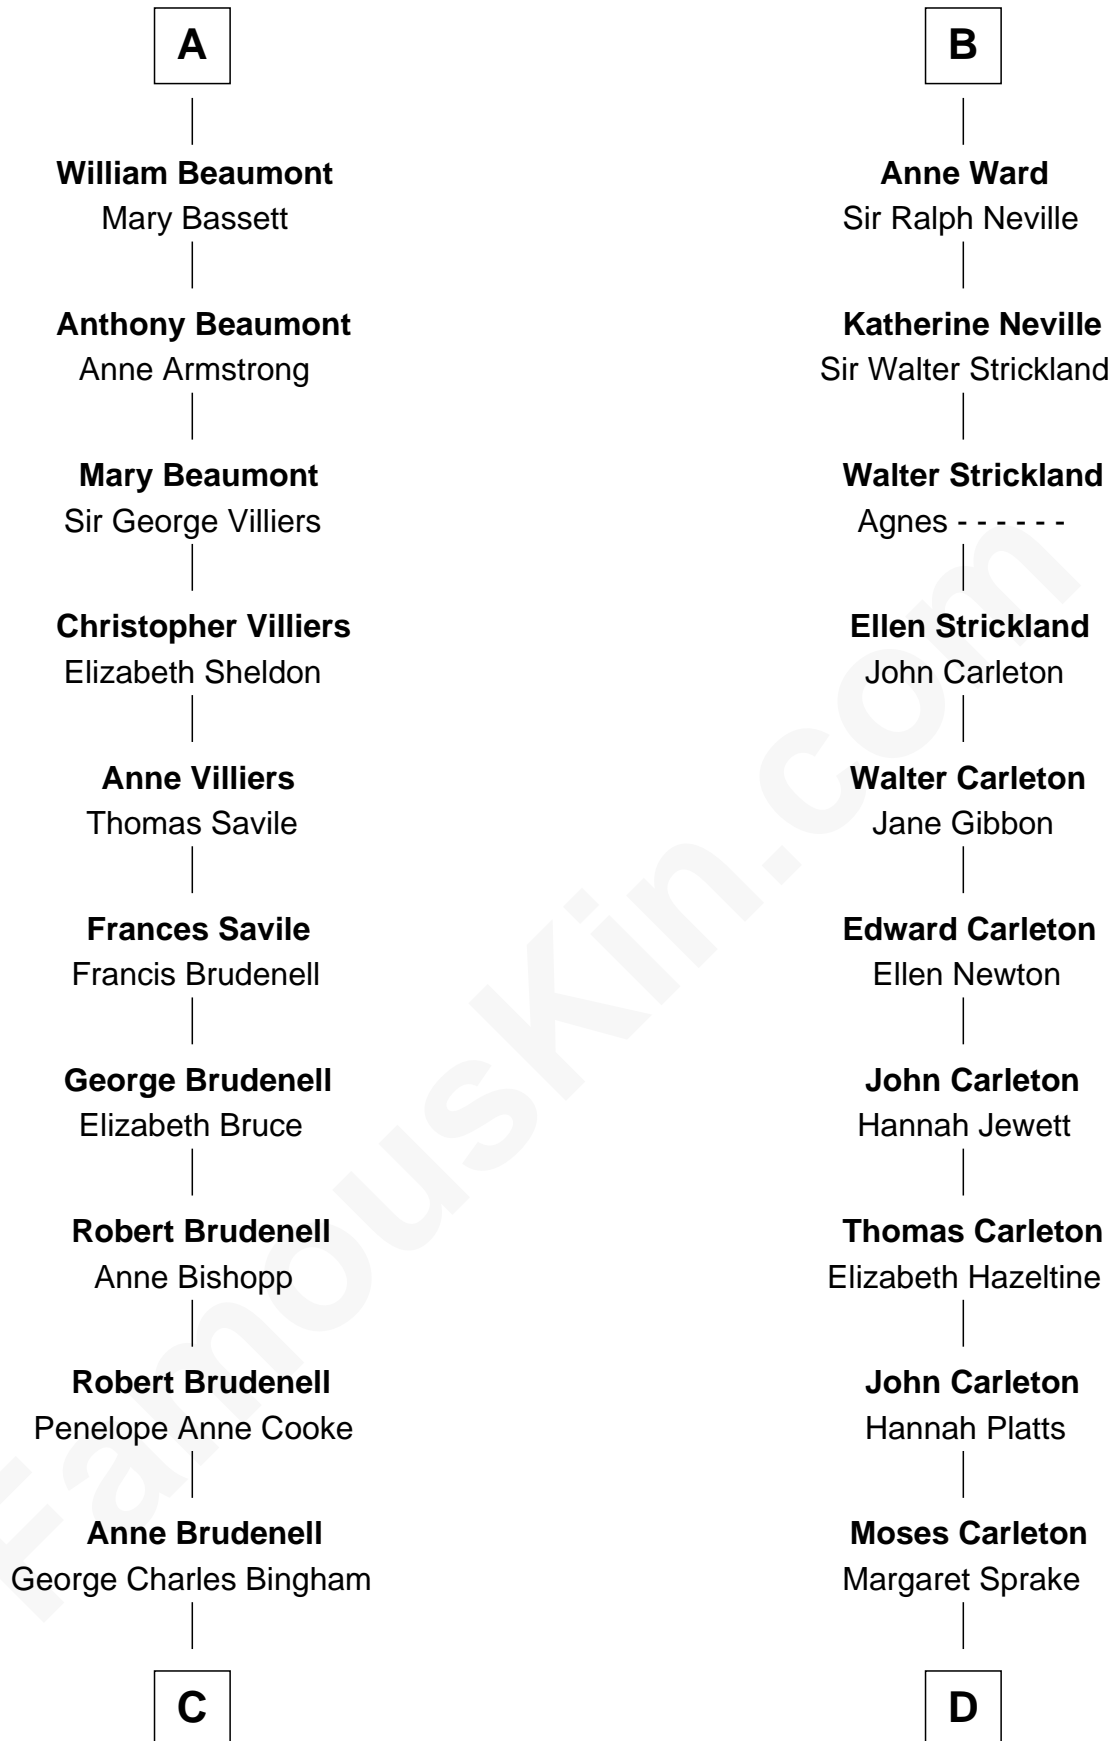 A
William Beaumont
Mary Bassett
Anthony Beaumont
Anne Armstrong
Mary Beaumont
Sir George Villiers
Christopher Villiers
Elizabeth Sheldon
Anne Villiers
Thomas Savile
Frances Savile
Francis Brudenell
George Brudenell
Elizabeth Bruce
Robert Brudenell
Anne Bishopp
Robert Brudenell
Penelope Anne Cooke
Anne Brudenell
George Charles Bingham
C
B
Anne Ward
Sir Ralph Neville
Katherine Neville
Sir Walter Strickland
Walter Strickland
Agnes - - - - - -
Ellen Strickland
John Carleton
Walter Carleton
Jane Gibbon
Edward Carleton
Ellen Newton
John Carleton
Hannah Jewett
Thomas Carleton
Elizabeth Hazeltine
John Carleton
Hannah Platts
Moses Carleton
Margaret Sprake
D
FamousKin.com